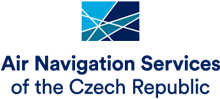 Air Navigation Services
of the Czech Republic